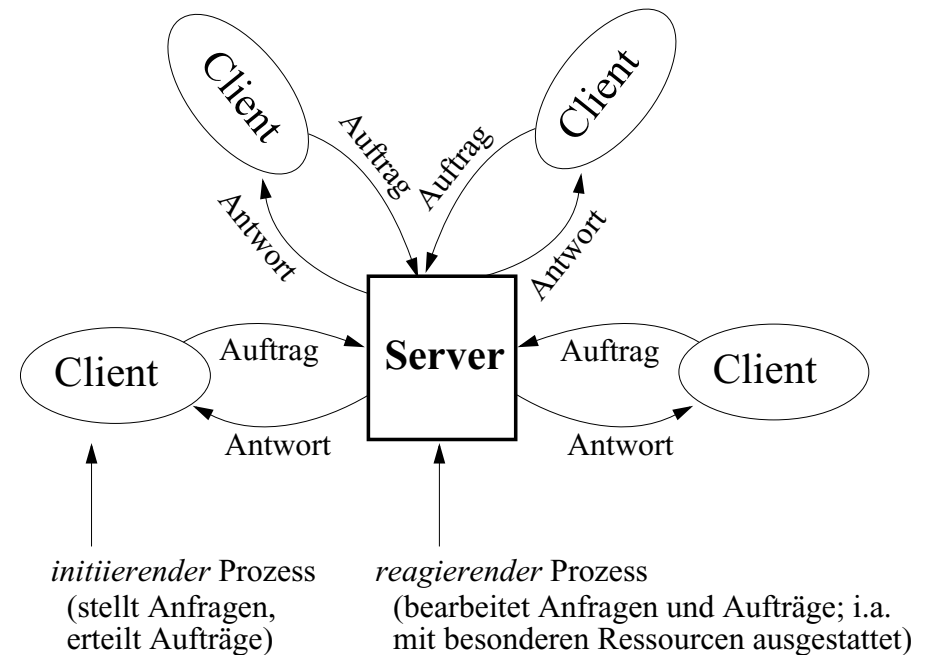 Client
Client
Auftrag
Auftrag
Antwort
Antwort
Client
Auftrag
Server
Auftrag
Client
Antwort
Antwort
initiierender Prozess
(stellt Anfragen,
erteilt Aufträge)
reagierender Prozess
(bearbeitet Anfragen und Aufträge; i.a.
mit besonderen Ressourcen ausgestattet)